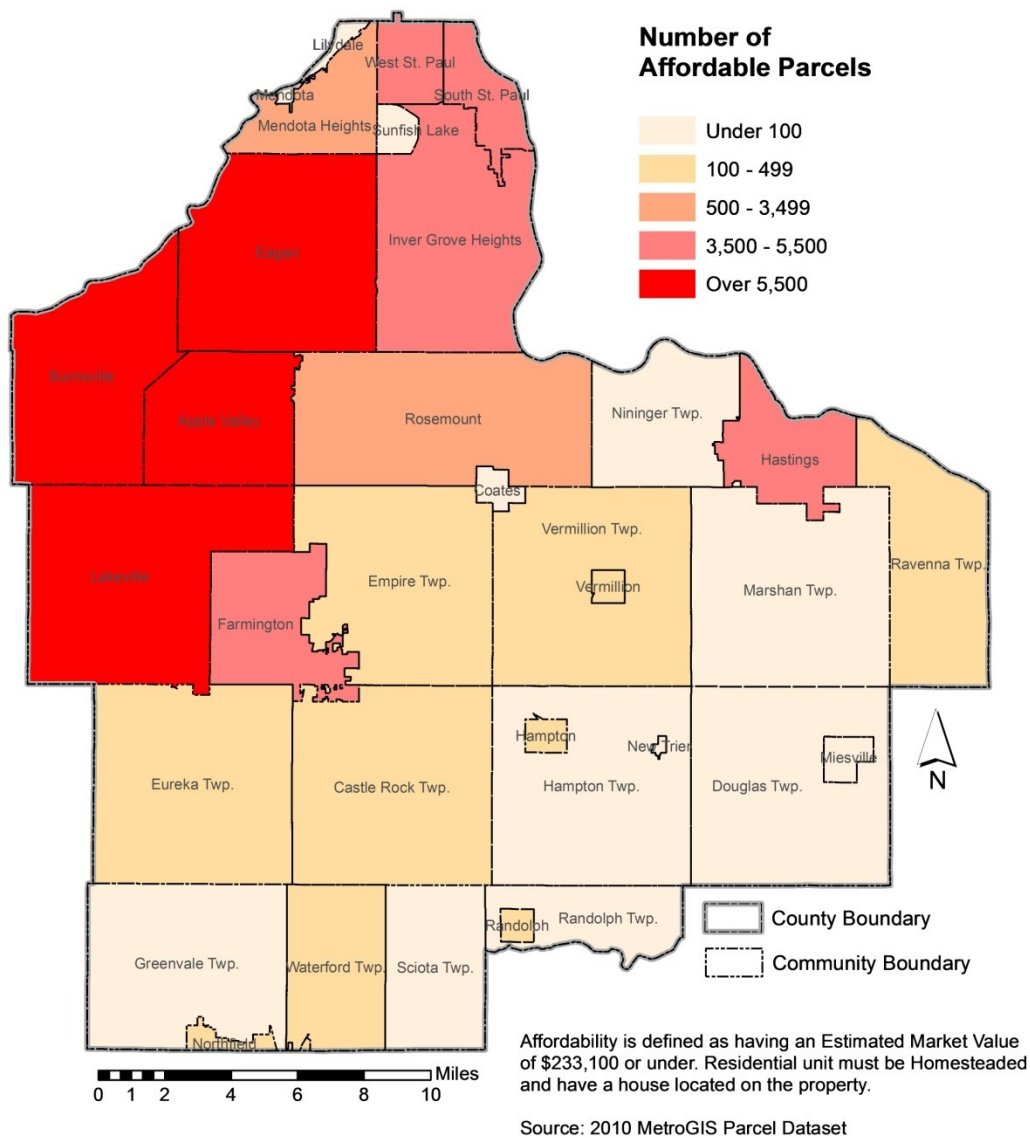 Number of
Affordable Parcels
Under 100
100 - 499
500 - 3,499
3,500 - 5,500
Over 5,500
Lilydale
West St. Paul
South St. Paul
Mendota
Mendota Heights
Sunfish Lake
Eagan
Inver Grove Heights
Burnsville
Apple Valley
Rosemount
Nininger Twp.
Hastings
Coates
Vermillion Twp.
Ravenna Twp.
Lakeville
Empire Twp.
Vermillion
Marshan Twp.
Farmington
Hampton
New Trier
Miesville
Eureka Twp.
Castle Rock Twp.
Hampton Twp.
Douglas Twp.
N
Randolph
Randolph Twp.
County Boundary
Greenvale Twp.
Waterford Twp.
Sciota Twp.
Community Boundary
Northfield
Miles
0 1 2 4 6 8 10
Affordability is defined as having an Estimated Market Value
of $233,100 or under. Residential unit must be Homesteaded
and have a house located on the property.
Source: 2010 MetroGIS Parcel Dataset